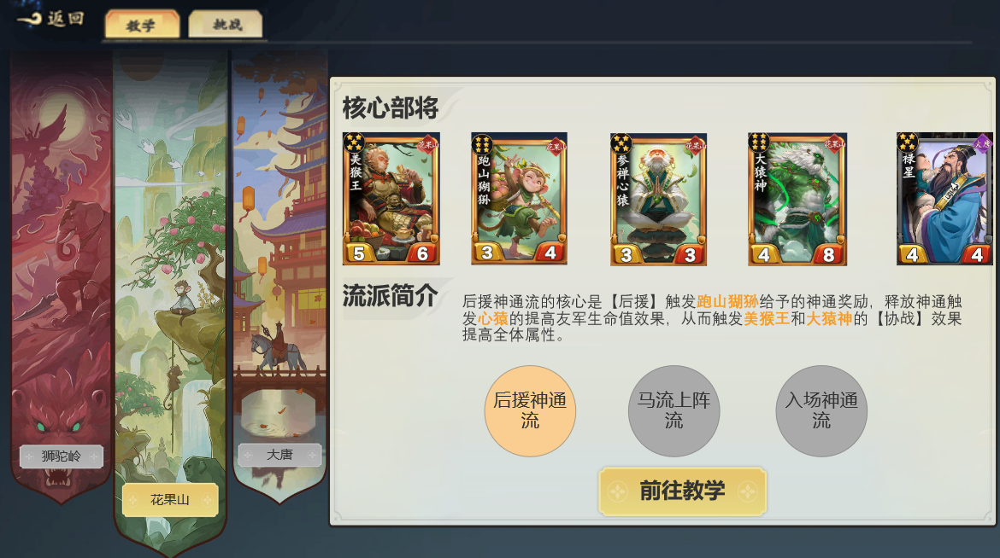 返回
教学
挑战
核心部将
美猴王
花果山
5
6
跑山猢狲
花果山
3
4
参禅心猿
花果山
3
3
大猿神
花果山
4
8
禄星
大唐
4
4
流派简介
后援神通流的核心是【后援】触发跑山猢狲给予的神通奖励，释放神通触
发心猿的提高友军生命值效果，从而触发美猴王和大猿神的【协战】效果
提高全体属性。
后援神通
流
马流上阵
流
入场神通
流
前往教学
狮驼岭
花果山
大唐